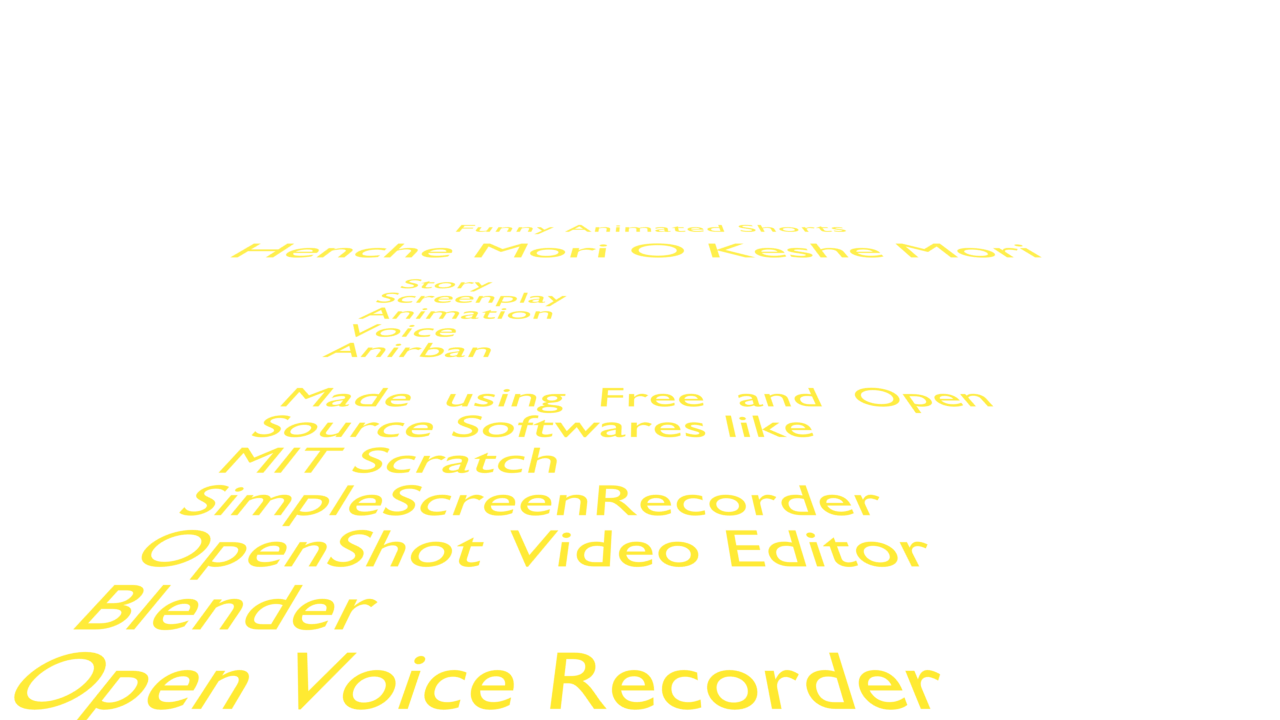 Funny Animated Shorts
Henche Mori O Keshe Mori
Story
Screenplay
Animation
Voice
Anirban
Made using Free and Open
Source Softwares like
MIT Scratch
SimpleScreenRecorder
OpenShot Video Editor
Blender
Open Voice Recorder